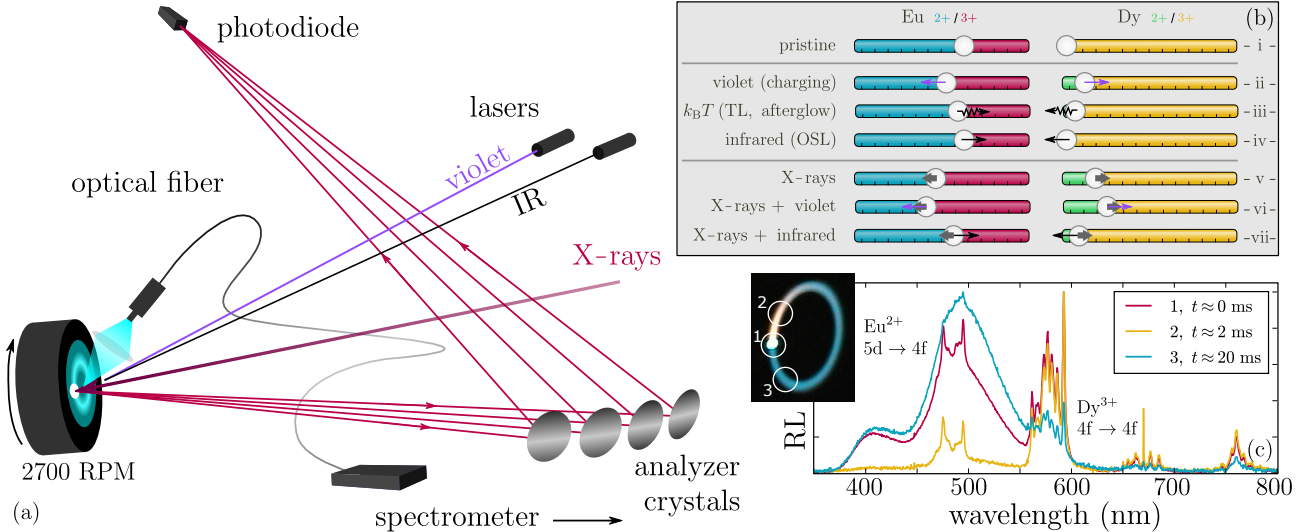 photodiode
lasers
violet
IR
optical fiber
X-rays
2700 RPM
analyzer
crystals
spectrometer
(a)
Eu 2+ / 3+ Dy 2+ / 3+ (b)
pristine - i
violet (charging) - ii -
k_BT (TL, afterglow) - iii -
infrared (OSL) - iv -
X-rays - v -
X-rays + violet - vi -
X-rays + infrared -vii-
2
1
3
Eu²⁺
5d → 4f
1, t ≈ 0 ms
2, t ≈ 2 ms
3, t ≈ 20 ms
Dy³⁺
4f → 4f
RL
(c)
400 500 600 700 800
wavelength (nm)